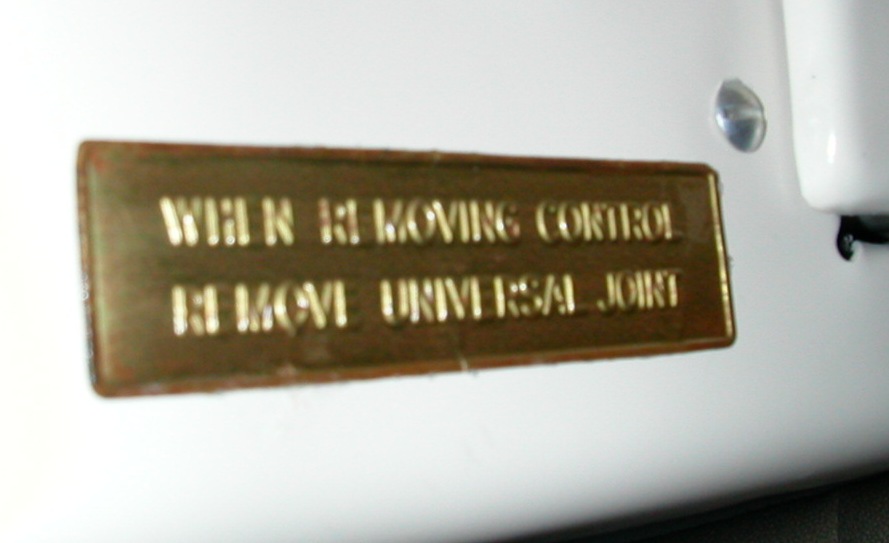 WHEN REMOVING CONTROL
REMOVE UNIVERSAL JOINT